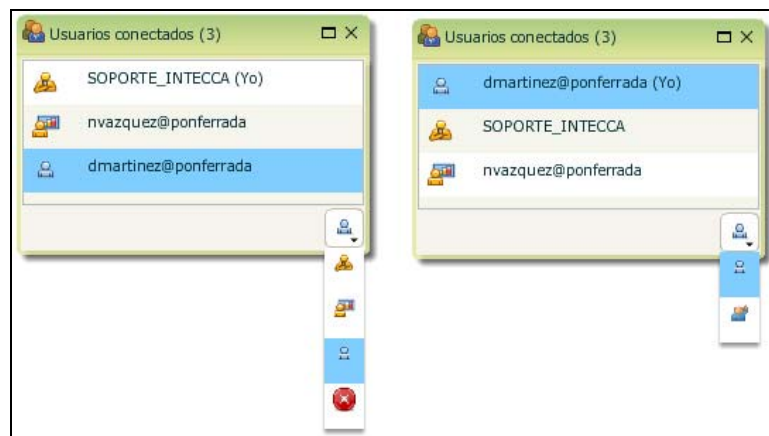 Usuarios conectados (3)
SOPORTE_INTECCA (Yo)
nvazquez@ponferrada
dmartinez@ponferrada
Usuarios conectados (3)
dmartinez@ponferrada (Yo)
SOPORTE_INTECCA
nvazquez@ponferrada